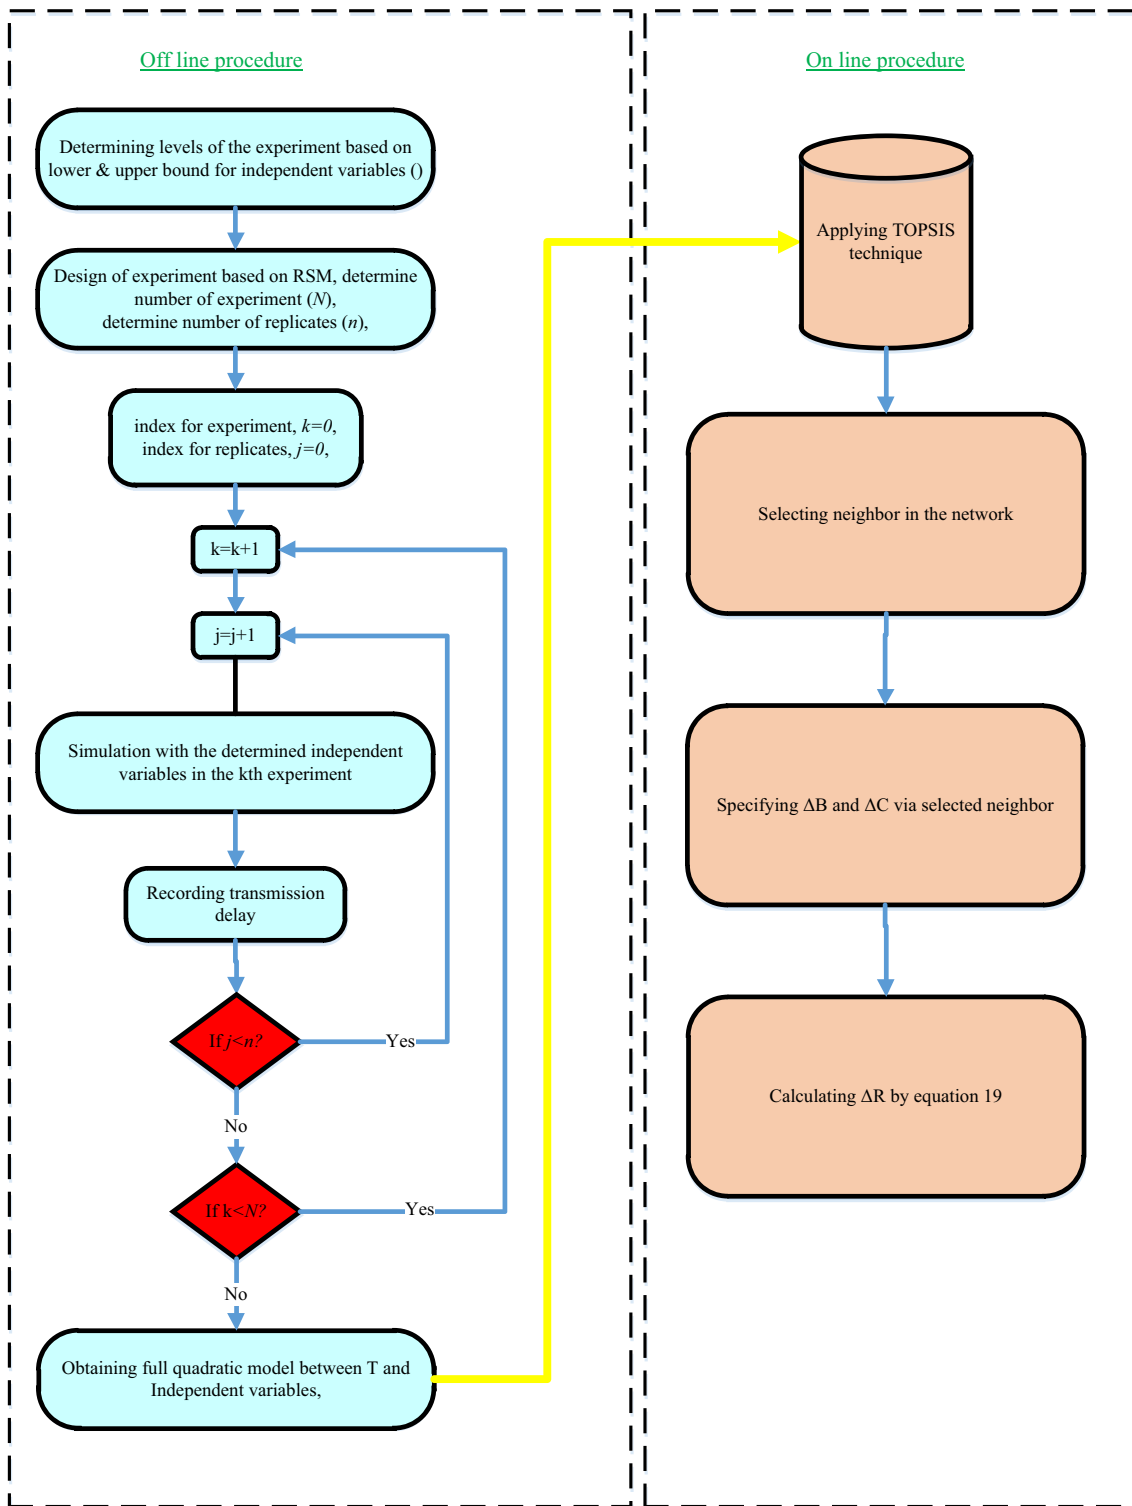 Off line procedure
Determining levels of the experiment based on
lower & upper bound for independent variables ()
Design of experiment based on RSM, determine
number of experiment (N),
determine number of replicates (n),
index for experiment, k=0,
index for replicates, j=0,
k=k+1
j=j+1
Simulation with the determined independent
variables in the kth experiment
Recording transmission
delay
If j<n?
Yes
No
If k<N?
Yes
No
Obtaining full quadratic model between T and
Independent variables,
On line procedure
Applying TOPSIS
technique
Selecting neighbor in the network
Specifying ΔB and ΔC via selected neighbor
Calculating ΔR by equation 19